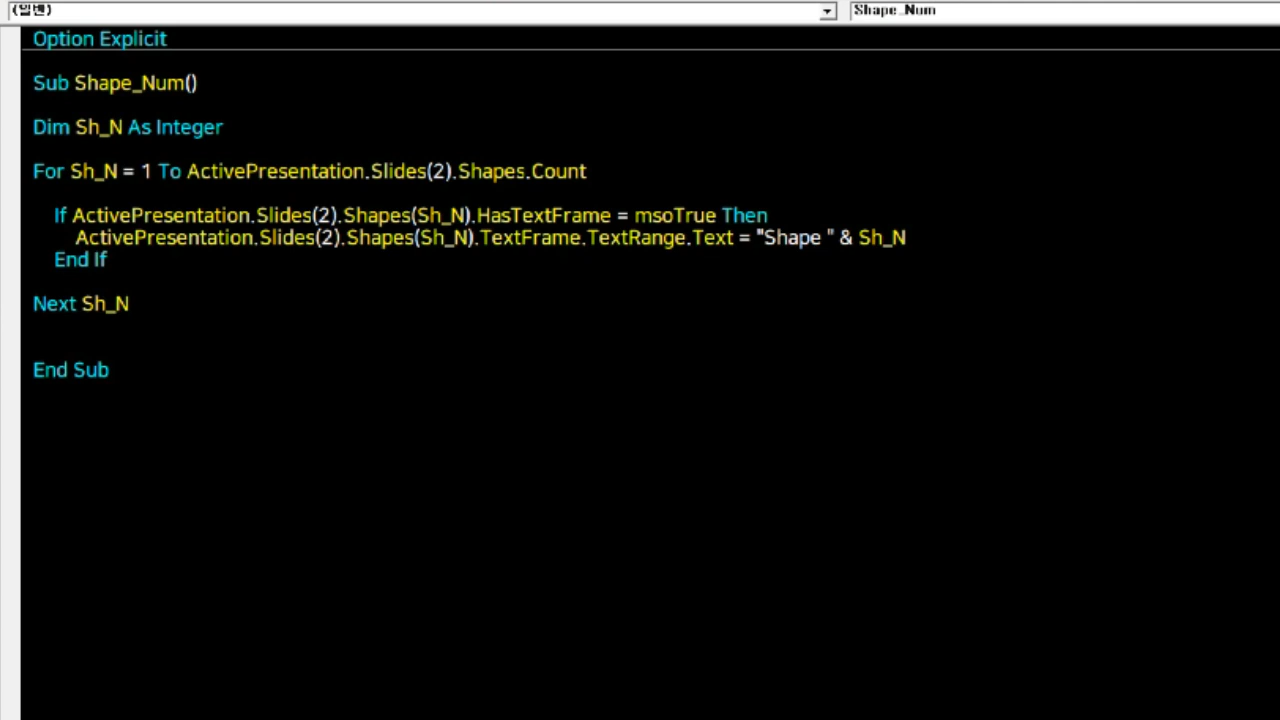 (일반) Shape_Num
Option Explicit
Sub Shape_Num()
Dim Sh_N As Integer
For Sh_N = 1 To ActivePresentation.Slides(2).Shapes.Count
If ActivePresentation.Slides(2).Shapes(Sh_N).HasTextFrame = msoTrue Then
ActivePresentation.Slides(2).Shapes(Sh_N).TextFrame.TextRange.Text = "Shape " & Sh_N
End If
Next Sh_N
End Sub